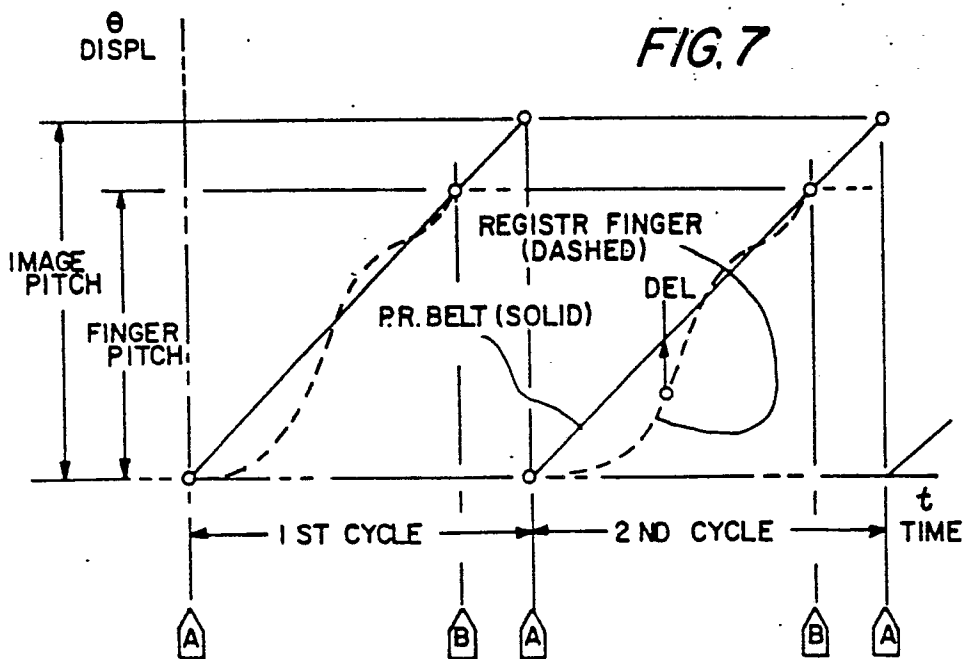 θ
DISPL
FIG. 7
IMAGE
PITCH
FINGER
PITCH
REGISTR FINGER
(DASHED)
DEL
P.R. BELT (SOLID)
1 ST CYCLE
2 ND CYCLE
t
TIME
A
B
A
B
A